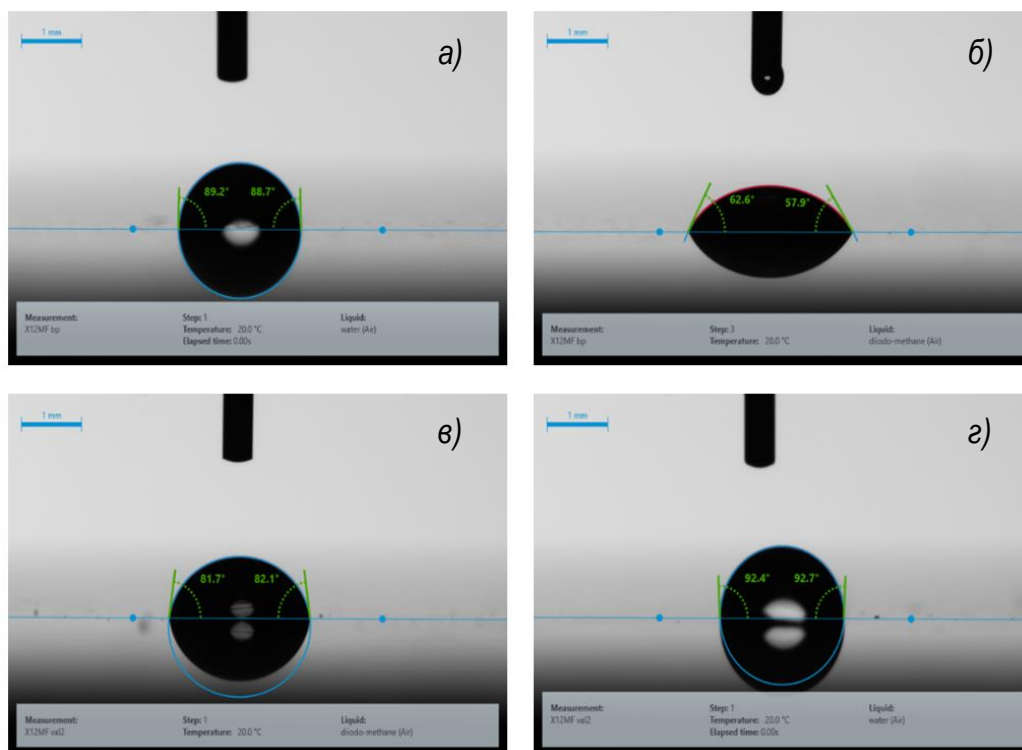 1 mm
а)
89.2° 88.7°
Measurement: Step: 1 Liquid:
X12MF bp Temperature: 20.0 °C water (Air)
Elapsed time: 0.00s
б)
62.6° 57.9°
Measurement: Step: 3 Liquid:
X12MF bp Temperature: 20.0 °C diiodo-methane (Air)
1 mm
в)
81.7° 82.1°
Measurement: Step: 1 Liquid:
X12MF val2 Temperature: 20.0 °C diiodo-methane (Air)
1 mm
г)
92.4° 92.7°
Measurement: Step: 1 Liquid:
X12MF val2 Temperature: 20.0 °C water (Air)
Elapsed time: 0.00s